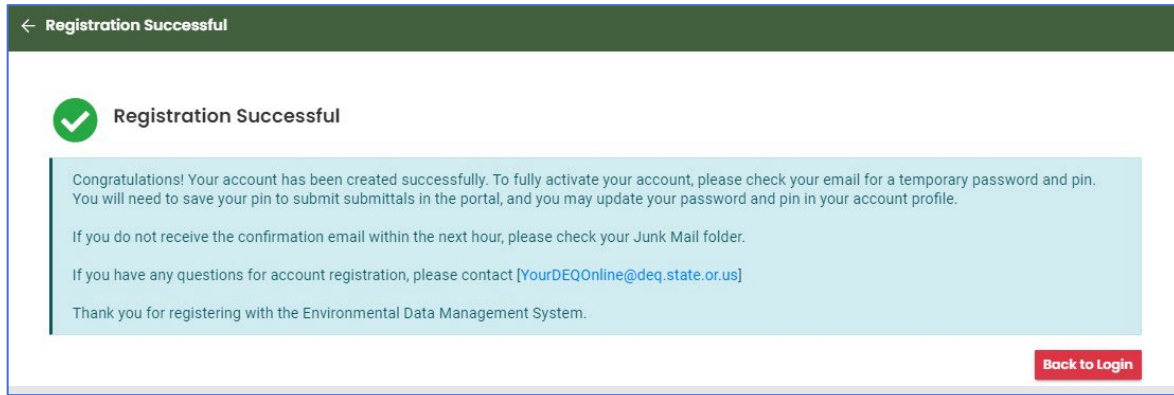 ← Registration Successful
Registration Successful
Congratulations! Your account has been created successfully. To fully activate your account, please check your email for a temporary password and pin.
You will need to save your pin to submit submittals in the portal, and you may update your password and pin in your account profile.
If you do not receive the confirmation email within the next hour, please check your Junk Mail folder.
If you have any questions for account registration, please contact [YourDEQOnline@deq.state.or.us]
Thank you for registering with the Environmental Data Management System.
Back to Login